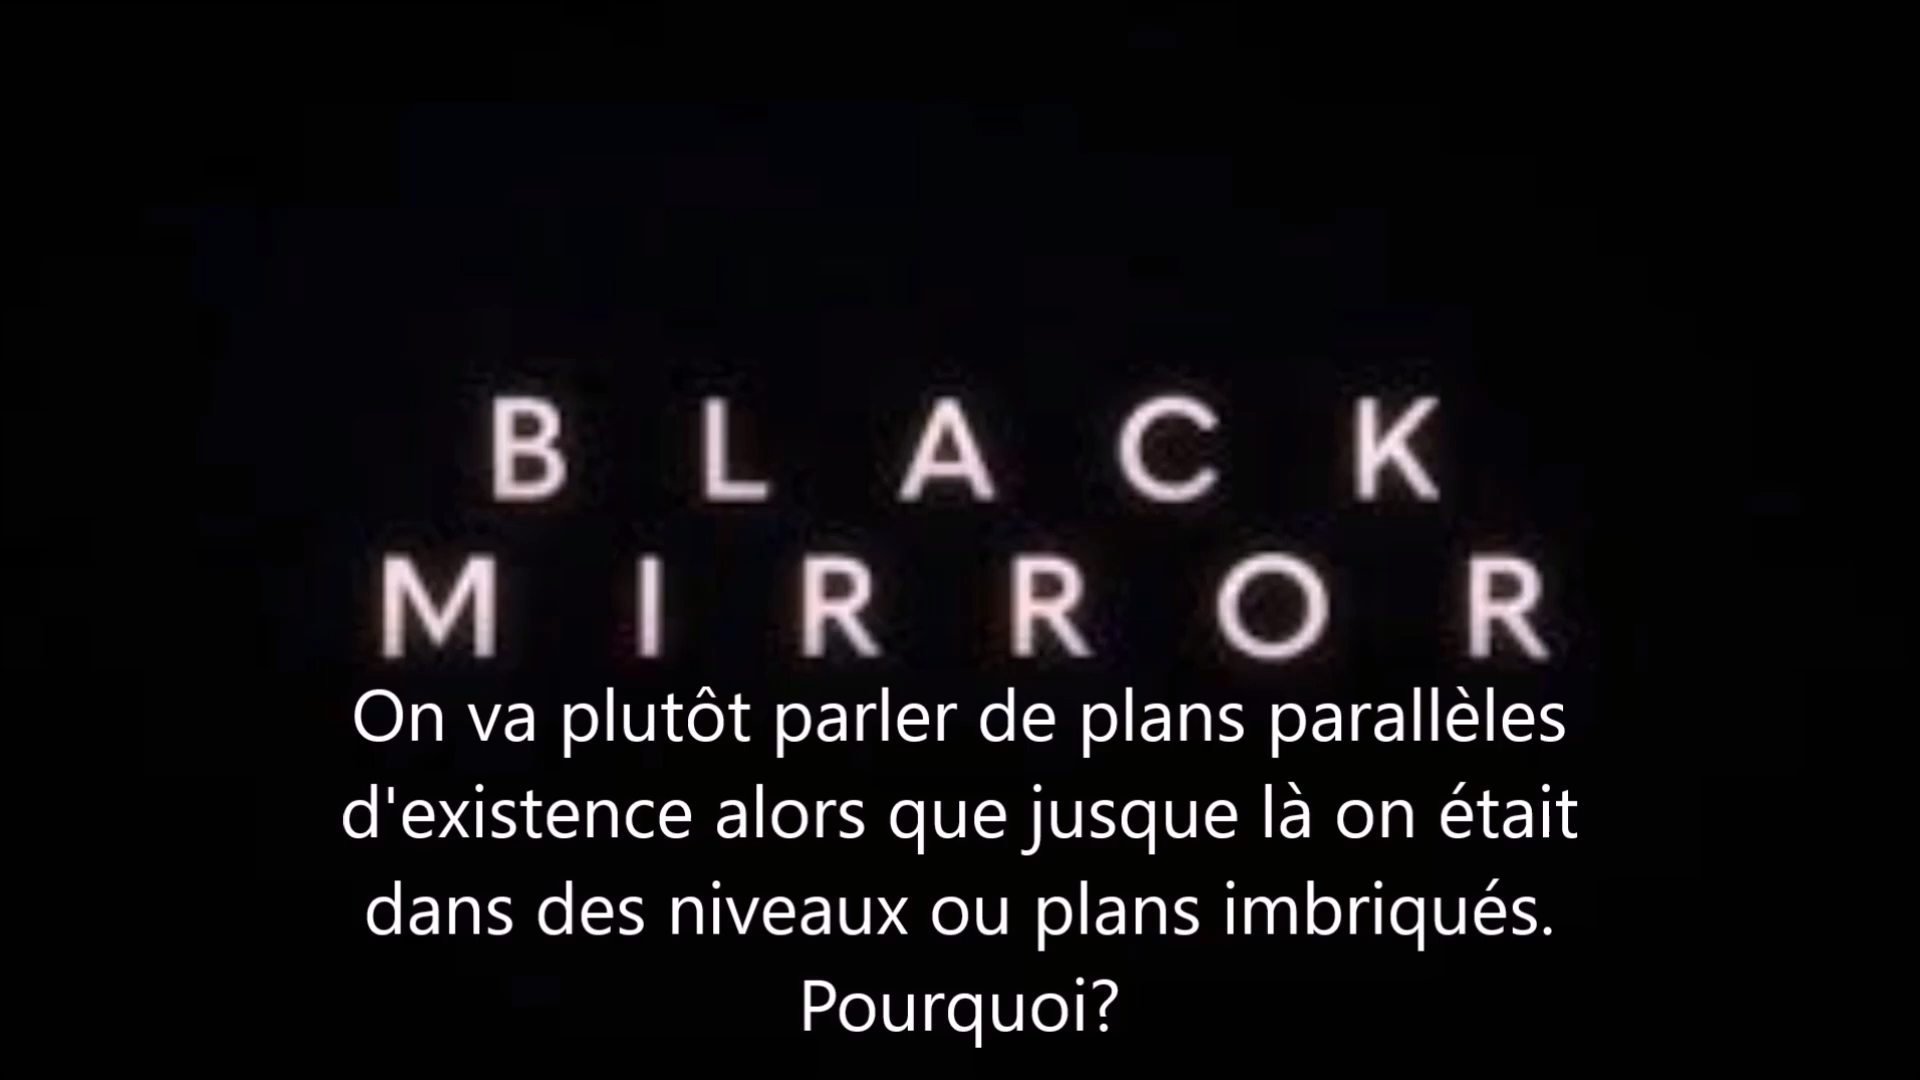 BLACK
MIRROR
On va plutôt parler de plans parallèles
d'existence alors que jusque là on était
dans des niveaux ou plans imbriqués.
Pourquoi?